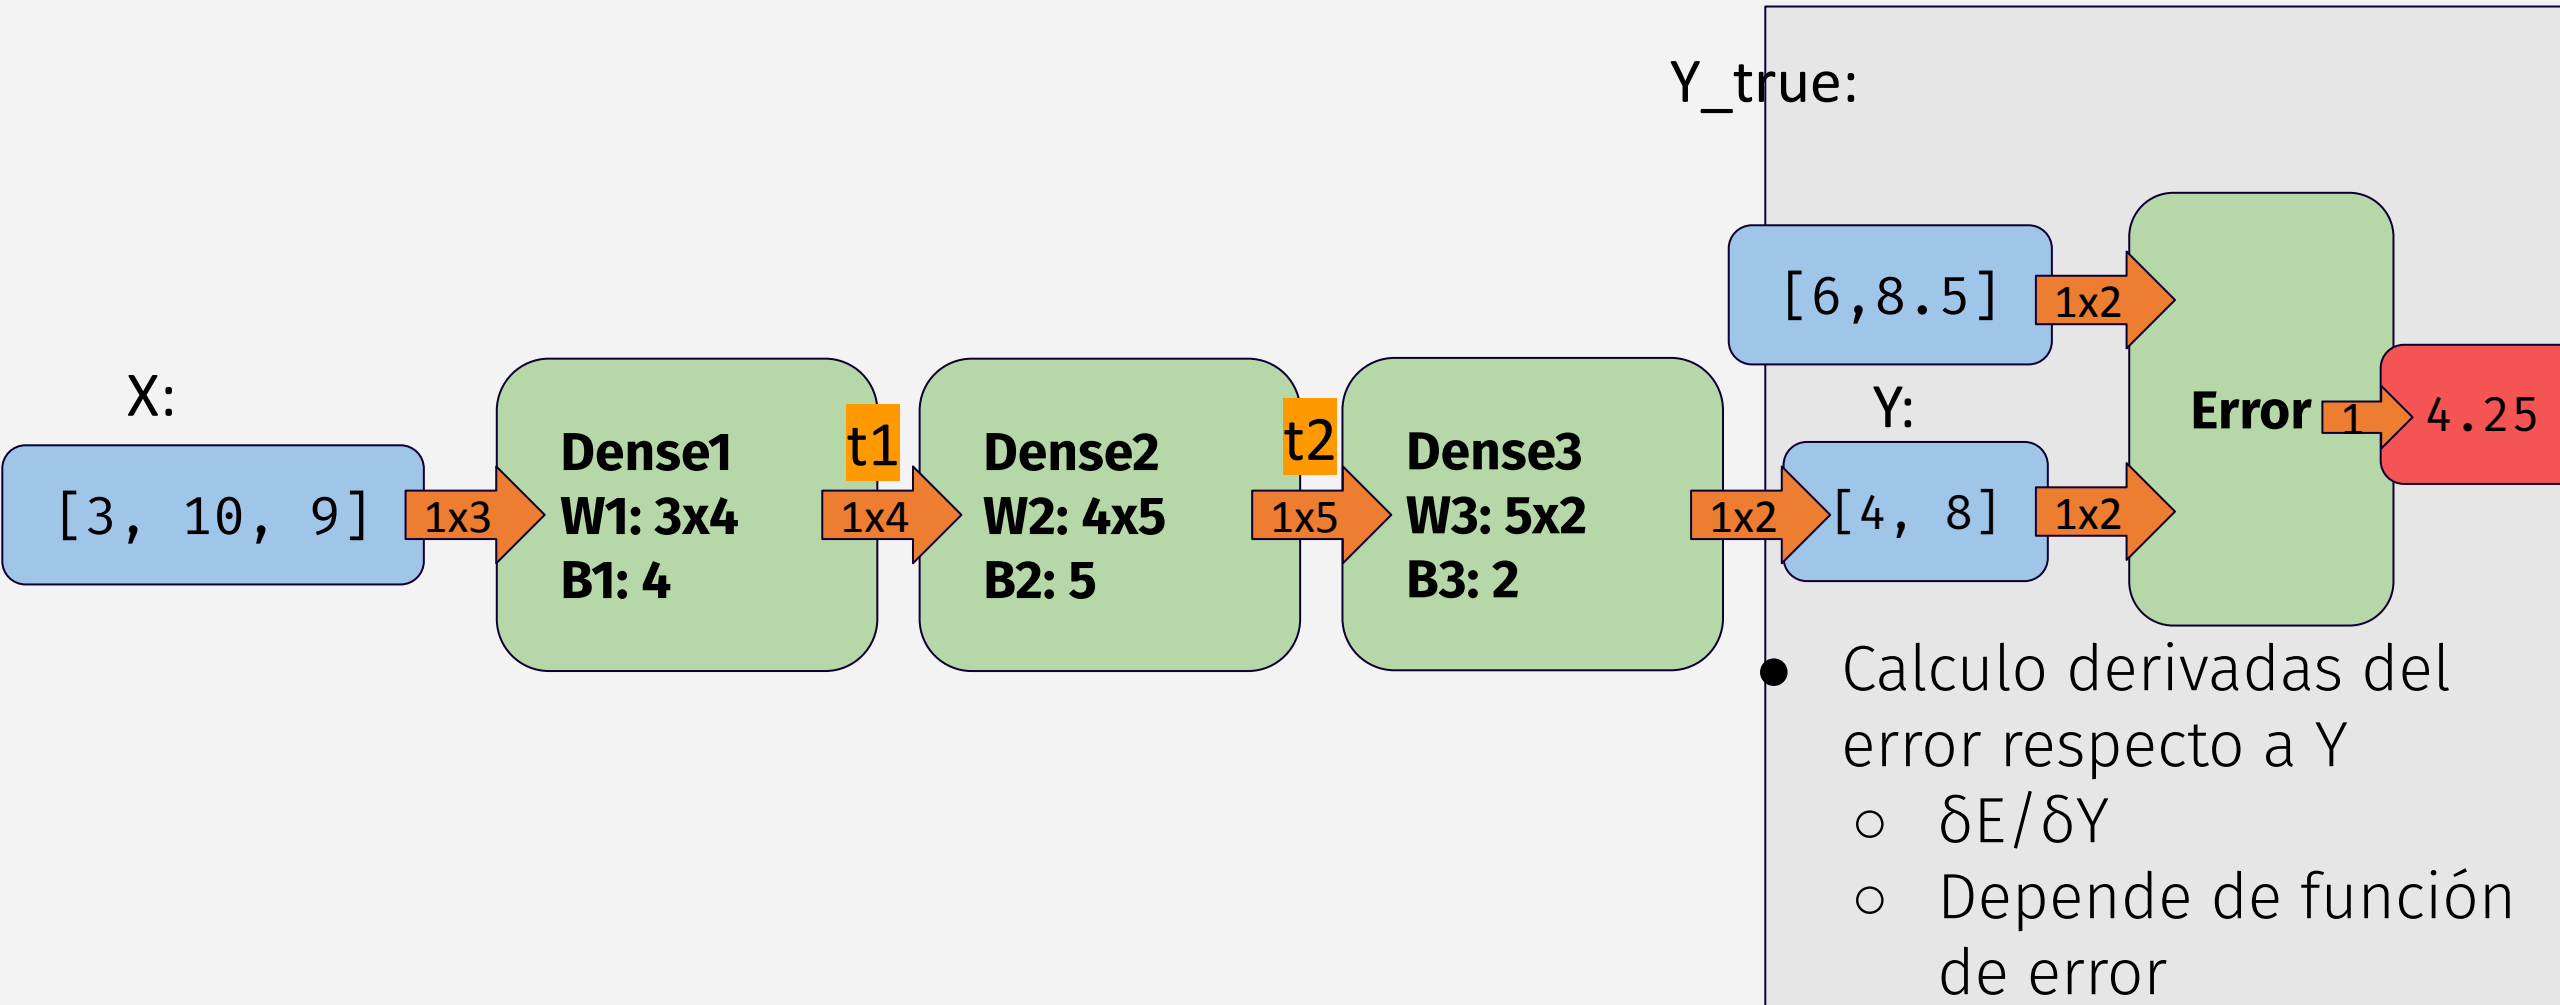 Y_true:
[6,8.5]
1x2
X:
[3, 10, 9]
1x3
Dense1
W1: 3x4
B1: 4
t1
1x4
Dense2
W2: 4x5
B2: 5
t2
1x5
Dense3
W3: 5x2
B3: 2
1x2
Y:
[4, 8]
1x2
Error
1
4.25
● Calculo derivadas del
error respecto a Y
○ δE/δY
○ Depende de función
de error